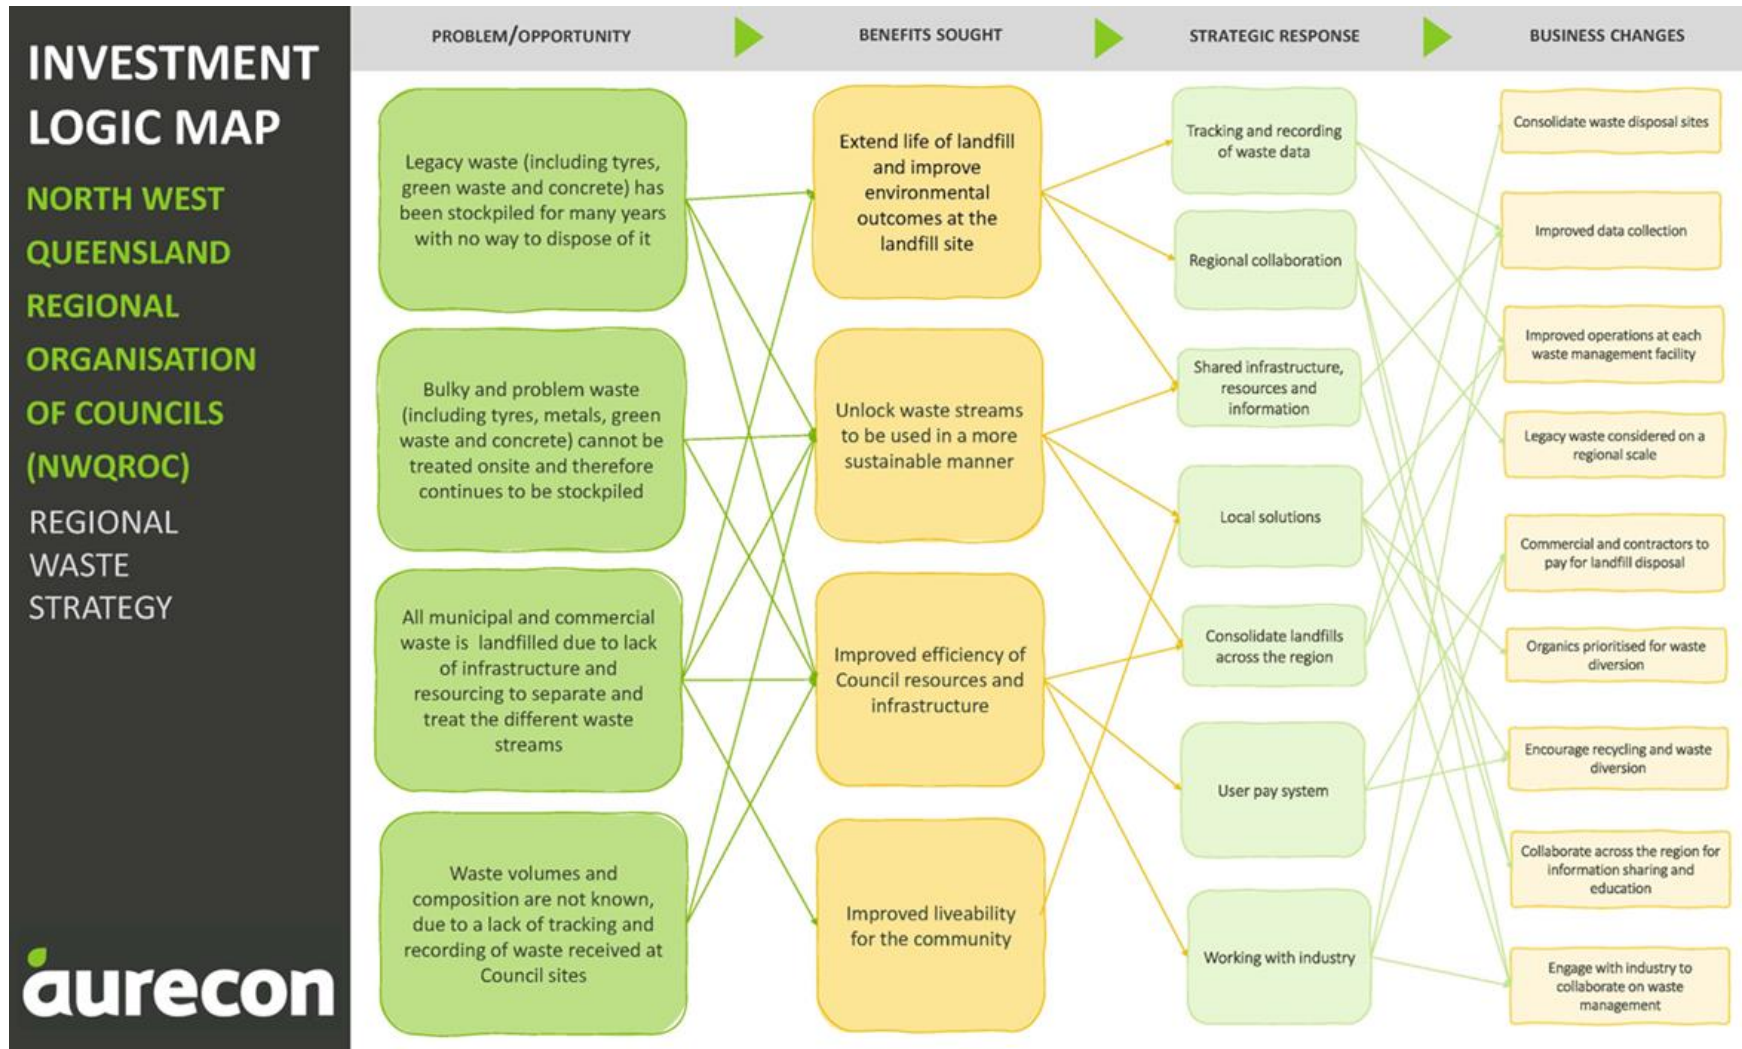 INVESTMENT
LOGIC MAP
NORTH WEST
QUEENSLAND
REGIONAL
ORGANISATION
OF COUNCILS
(NWQROC)
REGIONAL
WASTE
STRATEGY
aurecon
PROBLEM/OPPORTUNITY
Legacy waste (including tyres,
green waste and concrete) has
been stockpiled for many years
with no way to dispose of it
Bulky and problem waste
(including tyres, metals, green
waste and concrete) cannot be
treated onsite and therefore
continues to be stockpiled
All municipal and commercial
waste is landfilled due to lack
of infrastructure and
resourcing to separate and
treat the different waste
streams
Waste volumes and
composition are not known,
due to a lack of tracking and
recording of waste received at
Council sites
BENEFITS SOUGHT
Extend life of landfill
and improve
environmental
outcomes at the
landfill site
Unlock waste streams
to be used in a more
sustainable manner
Improved efficiency of
Council resources and
infrastructure
Improved liveability
for the community
STRATEGIC RESPONSE
Tracking and recording
of waste data
Regional collaboration
Shared infrastructure,
resources and
information
Local solutions
Consolidate landfills
across the region
User pay system
Working with industry
BUSINESS CHANGES
Consolidate waste disposal sites
Improved data collection
Improved operations at each
waste management facility
Legacy waste considered on a
regional scale
Commercial and contractors to
pay for landfill disposal
Organics prioritised for waste
diversion
Encourage recycling and waste
diversion
Collaborate across the region for
information sharing and
education
Engage with industry to
collaborate on waste
management